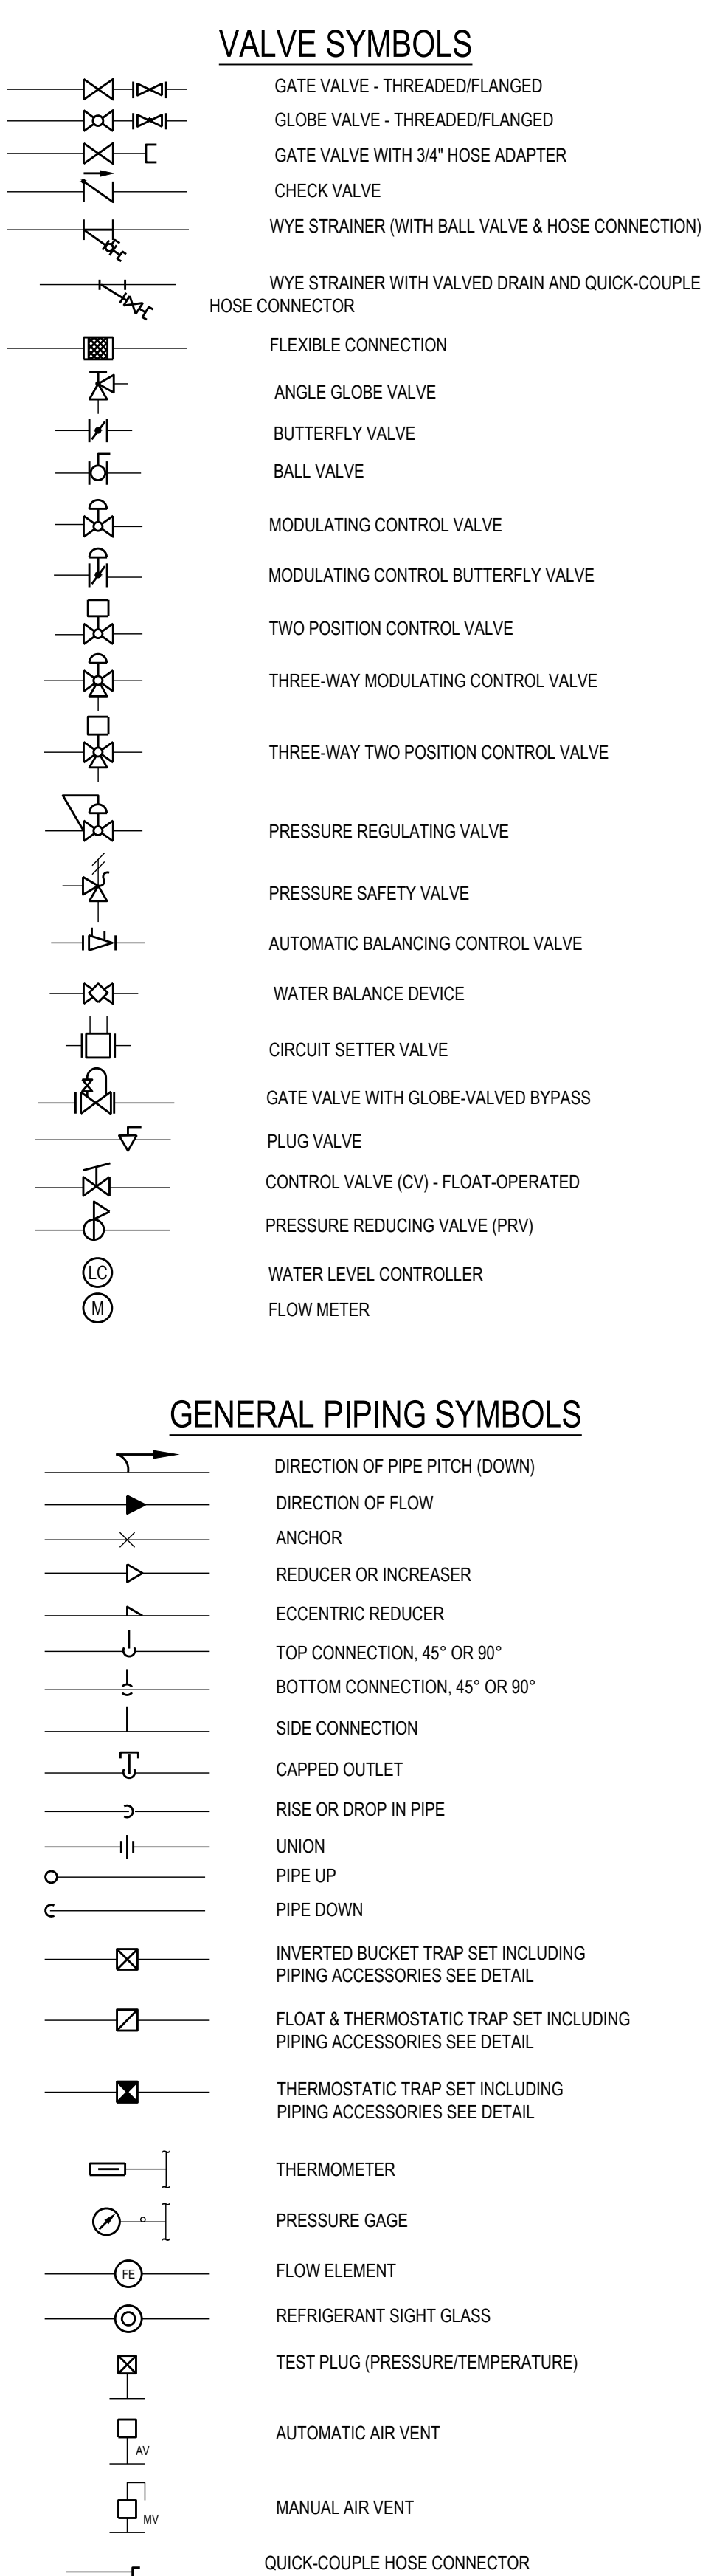 VALVE SYMBOLS
GATE VALVE - THREADED/FLANGED
GLOBE VALVE - THREADED/FLANGED
GATE VALVE WITH 3/4" HOSE ADAPTER
CHECK VALVE
WYE STRAINER (WITH BALL VALVE & HOSE CONNECTION)
WYE STRAINER WITH VALVED DRAIN AND QUICK-COUPLE
HOSE CONNECTOR
FLEXIBLE CONNECTION
ANGLE GLOBE VALVE
BUTTERFLY VALVE
BALL VALVE
MODULATING CONTROL VALVE
MODULATING CONTROL BUTTERFLY VALVE
TWO POSITION CONTROL VALVE
THREE-WAY MODULATING CONTROL VALVE
THREE-WAY TWO POSITION CONTROL VALVE
PRESSURE REGULATING VALVE
PRESSURE SAFETY VALVE
AUTOMATIC BALANCING CONTROL VALVE
WATER BALANCE DEVICE
CIRCUIT SETTER VALVE
GATE VALVE WITH GLOBE-VALVED BYPASS
PLUG VALVE
CONTROL VALVE (CV) - FLOAT-OPERATED
PRESSURE REDUCING VALVE (PRV)
LC WATER LEVEL CONTROLLER
M FLOW METER
GENERAL PIPING SYMBOLS
DIRECTION OF PIPE PITCH (DOWN)
DIRECTION OF FLOW
ANCHOR
REDUCER OR INCREASER
ECCENTRIC REDUCER
TOP CONNECTION, 45° OR 90°
BOTTOM CONNECTION, 45° OR 90°
SIDE CONNECTION
CAPPED OUTLET
RISE OR DROP IN PIPE
UNION
PIPE UP
PIPE DOWN
INVERTED BUCKET TRAP SET INCLUDING
PIPING ACCESSORIES SEE DETAIL
FLOAT & THERMOSTATIC TRAP SET INCLUDING
PIPING ACCESSORIES SEE DETAIL
THERMOSTATIC TRAP SET INCLUDING
PIPING ACCESSORIES SEE DETAIL
THERMOMETER
PRESSURE GAGE
FE FLOW ELEMENT
REFRIGERANT SIGHT GLASS
TEST PLUG (PRESSURE/TEMPERATURE)
AUTOMATIC AIR VENT
AV
MANUAL AIR VENT
MV
QUICK-COUPLE HOSE CONNECTOR